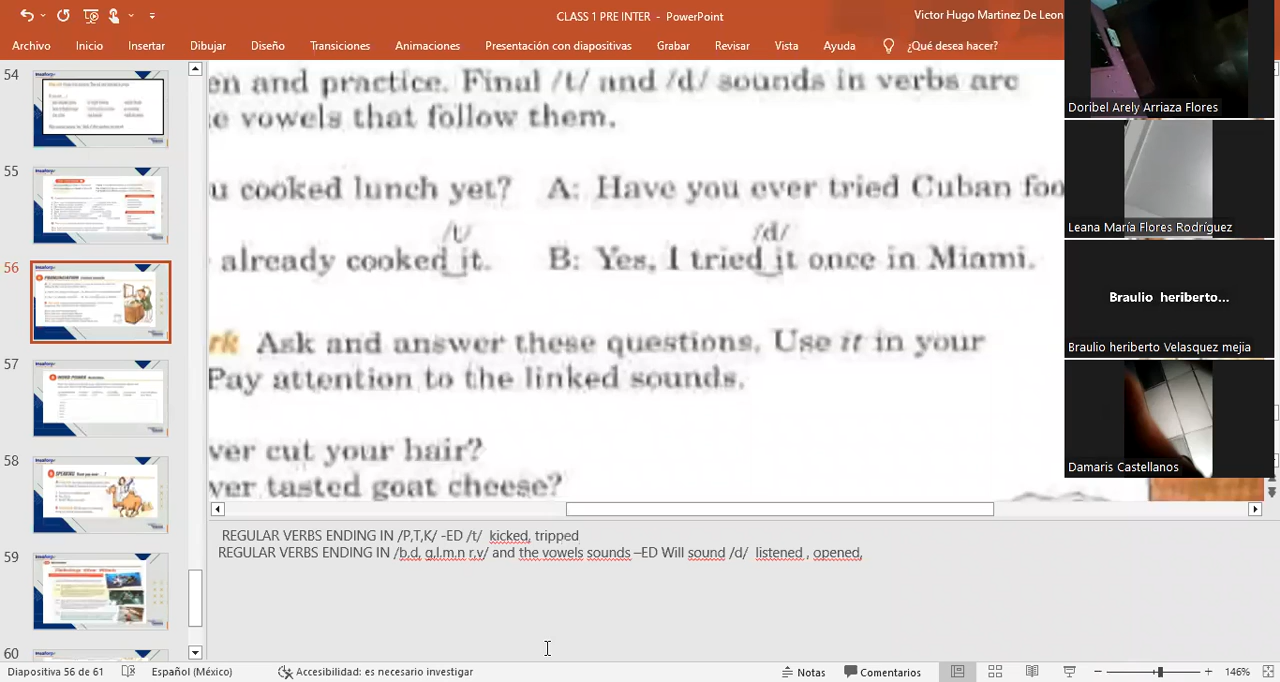 CLASS 1 PRE INTER - PowerPoint
Victor Hugo Martinez De Leon
Archivo Inicio Insertar Dibujar Diseño Transiciones Animaciones Presentación con diapositivas Grabar Revisar Vista Ayuda ¿Qué desea hacer?
54
55
56
57
58
59
60
en and practice. Final /t/ and /d/ sounds in verbs are
e vowels that follow them.
u cooked lunch yet? A: Have you ever tried Cuban foo
/t/ /d/
already cooked it. B: Yes, I tried it once in Miami.
rk Ask and answer these questions. Use it in your
Pay attention to the linked sounds.
ver cut your hair?
ver tasted goat cheese?
REGULAR VERBS ENDING IN /P,T,K/ -ED /t/ kicked, tripped
REGULAR VERBS ENDING IN /b,d, g,l,m.n r,v/ and the vowels sounds –ED Will sound /d/ listened , opened,
Doribel Arely Arriaza Flores
Leana María Flores Rodríguez
Braulio heriberto...
Braulio heriberto Velasquez mejia
Damaris Castellanos
Diapositiva 56 de 61 Español (México) Accesibilidad: es necesario investigar Notas Comentarios 146%